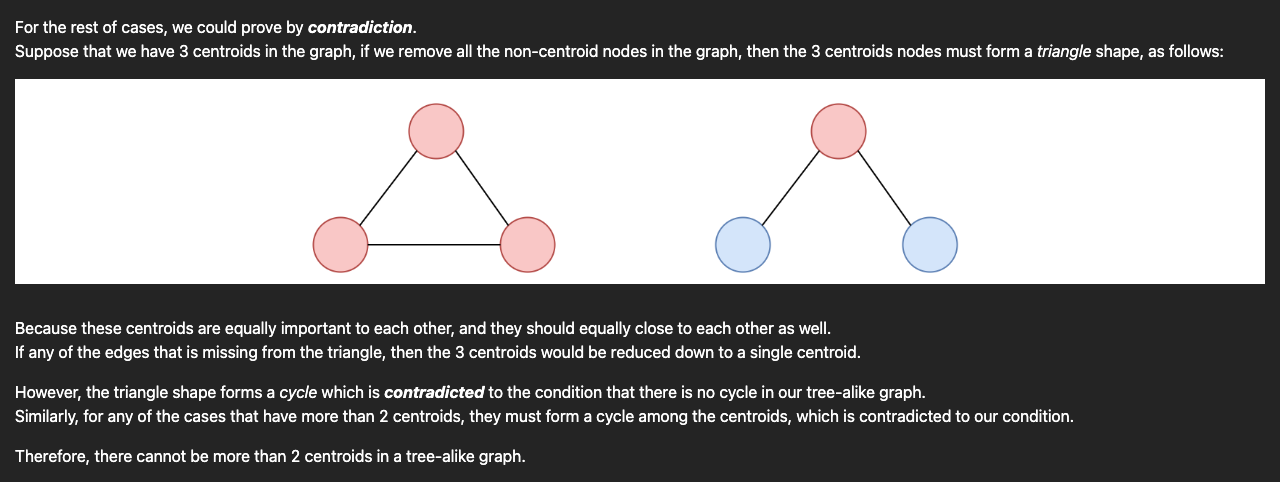 For the rest of cases, we could prove by contradiction.
Suppose that we have 3 centroids in the graph, if we remove all the non-centroid nodes in the graph, then the 3 centroids nodes must form a triangle shape, as follows:
Because these centroids are equally important to each other, and they should equally close to each other as well.
If any of the edges that is missing from the triangle, then the 3 centroids would be reduced down to a single centroid.
However, the triangle shape forms a cycle which is contradicted to the condition that there is no cycle in our tree-alike graph.
Similarly, for any of the cases that have more than 2 centroids, they must form a cycle among the centroids, which is contradicted to our condition.
Therefore, there cannot be more than 2 centroids in a tree-alike graph.